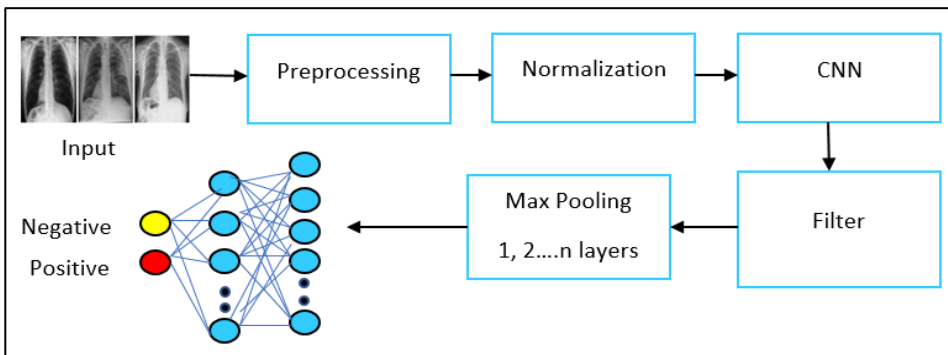 Input
Preprocessing
Normalization
CNN
Filter
Max Pooling
1, 2....n layers
Negative
Positive